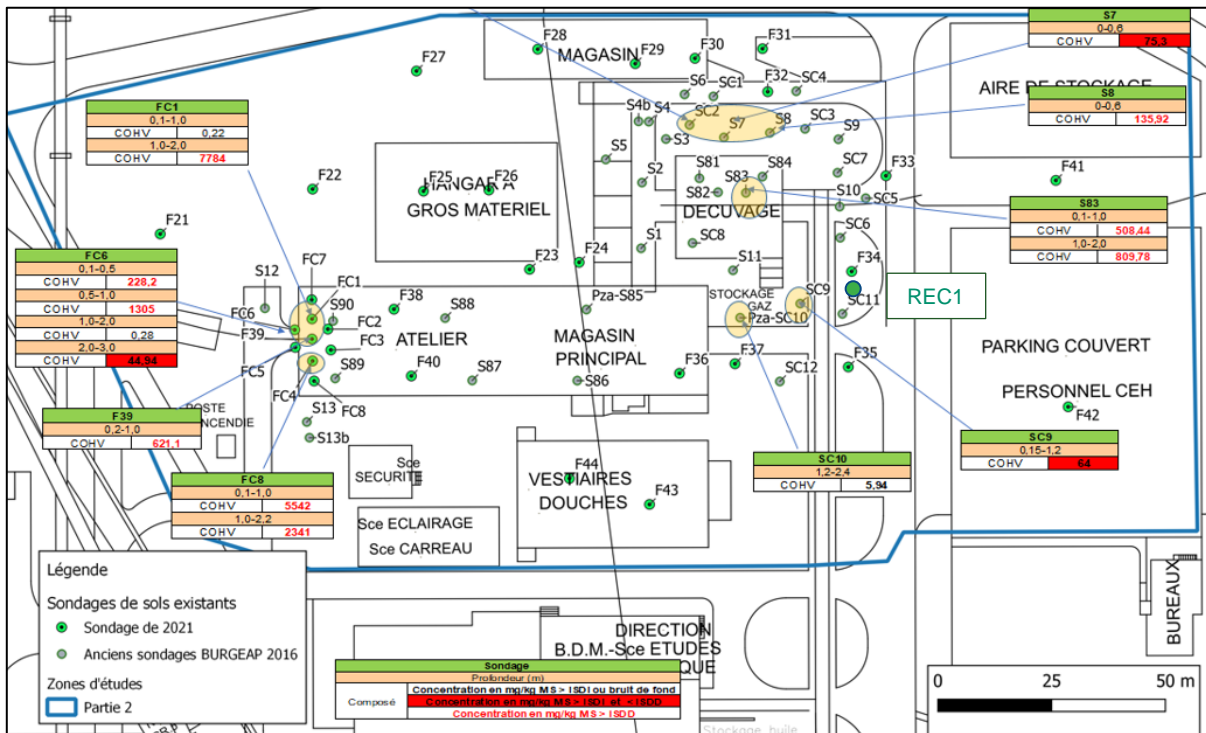 S7
0-0,6
COHV 75,3
F28
MAGASIN
F29
F30
F31
F27
S6
SC1
F32
SC4
AIRE DE STOCKAGE
S8
0-0,6
COHV 135,92
FC1
0,1-1,0
COHV 0,22
1,0-2,0
COHV 7784
S4b
S4
SC2
S7
S8
SC3
S9
S3
S5
S2
S81
S84
SC7
F33
F41
F22
F25
F26
HANGAR A
GROS MATERIEL
S82
S83
DECUVAGE
S10
SC5
S83
0,1-1,0
COHV 508,44
1,0-2,0
COHV 809,78
F21
F23
F24
S1
SC8
SC6
F34
S11
FC6
0,1-0,5
COHV 228,2
0,5-1,0
COHV 1305
1,0-2,0
COHV 0,28
2,0-3,0
COHV 44,94
S12
FC7
FC1
FC6
S90
F38
S88
Pza-S85
STOCKAGE
GAZ
Pza-SC10
SC9
SC11
REC1
F39
FC2
FC3
ATELIER
MAGASIN
PRINCIPAL
PARKING COUVERT
PERSONNEL CEH
FC5
FC4
S89
F40
S87
S86
F36
F37
SC12
F35
F42
FC8
F39
0,2-1,0
COHV 621,1
S13
S13b
Sce
SECURITE
F44
VESTIAIRES
DOUCHES
F43
SC10
1,2-2,4
COHV 5,94
SC9
0,15-1,2
COHV 64
FC8
0,1-1,0
COHV 5542
1,0-2,2
COHV 2341
Sce ECLAIRAGE
Sce CARREAU
Légende
Sondages de sols existants
Sondage de 2021
Anciens sondages BURGEAP 2016
Zones d'études
Partie 2
DIRECTION
B.D.M.-Sce ETUDES
BUREAUX
Sondage
Profondeur (m)
Composé
Concentration en mg/kg MS > ISDI ou bruit de fond
Concentration en mg/kg MS > ISDI et < ISDD
Concentration en mg/kg MS > ISDD
Stockage huile
0 25 50 m